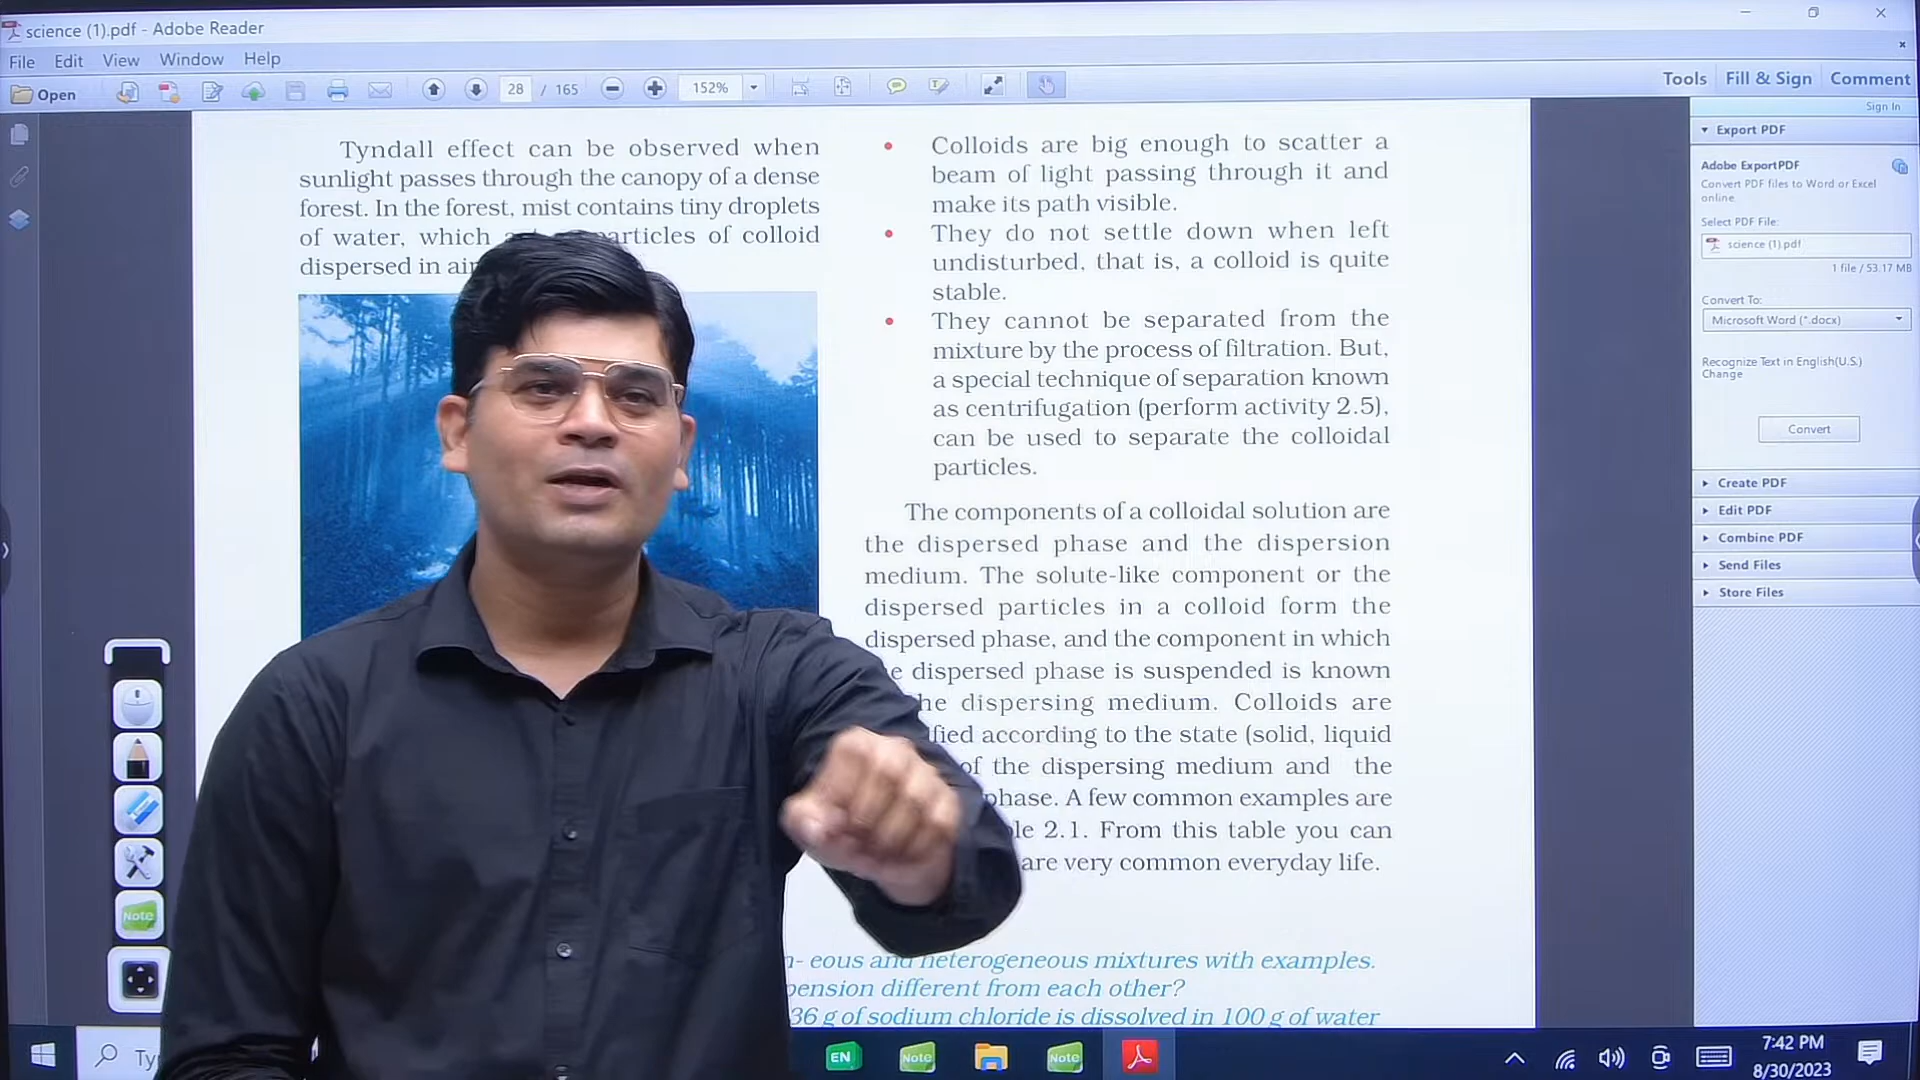 science (1).pdf - Adobe Reader
File Edit View Window Help
Open 28 / 165 152% Tools Fill & Sign Comment
Sign In
Tyndall effect can be observed when
sunlight passes through the canopy of a dense
forest. In the forest, mist contains tiny droplets
of water, which particles of colloid
dispersed in air
Colloids are big enough to scatter a
beam of light passing through it and
make its path visible.
They do not settle down when left
undisturbed, that is, a colloid is quite
stable.
They cannot be separated from the
mixture by the process of filtration. But,
a special technique of separation known
as centrifugation (perform activity 2.5),
can be used to separate the colloidal
particles.
The components of a colloidal solution are
the dispersed phase and the dispersion
medium. The solute-like component or the
dispersed particles in a colloid form the
dispersed phase, and the component in which
dispersed phase is suspended is known
he dispersing medium. Colloids are
fied according to the state (solid, liquid
of the dispersing medium and the
phase. A few common examples are
le 2.1. From this table you can
are very common everyday life.
n- eous and heterogeneous mixtures with examples.
pension different from each other?
36 g of sodium chloride is dissolved in 100 g of water
Export PDF
Adobe ExportPDF
Convert PDF files to Word or Excel
online.
Select PDF File:
science (1).pdf
1 file / 53.17 MB
Convert To:
Microsoft Word (*.docx)
Recognize Text in English(U.S.)
Change
Convert
Create PDF
Edit PDF
Combine PDF
Send Files
Store Files
Note
Ty
EN Note Note
7:42 PM
8/30/2023